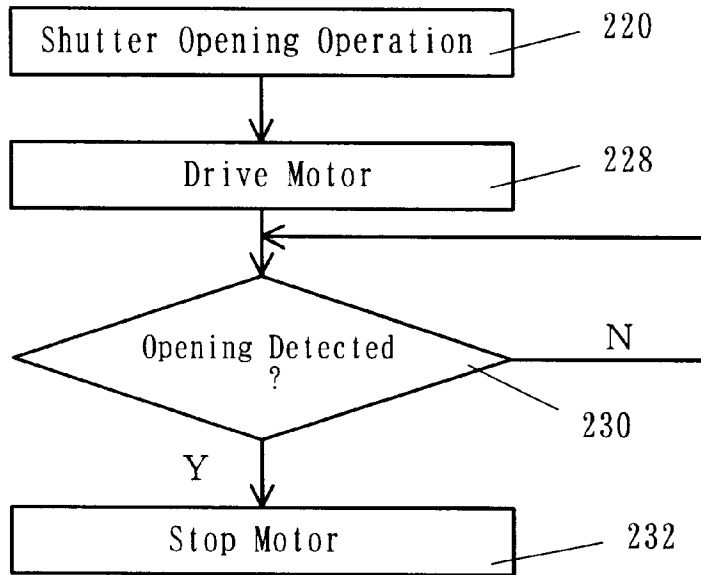 Shutter Opening Operation
220
Drive Motor
228
Opening Detected
?
N
230
Y
Stop Motor
232